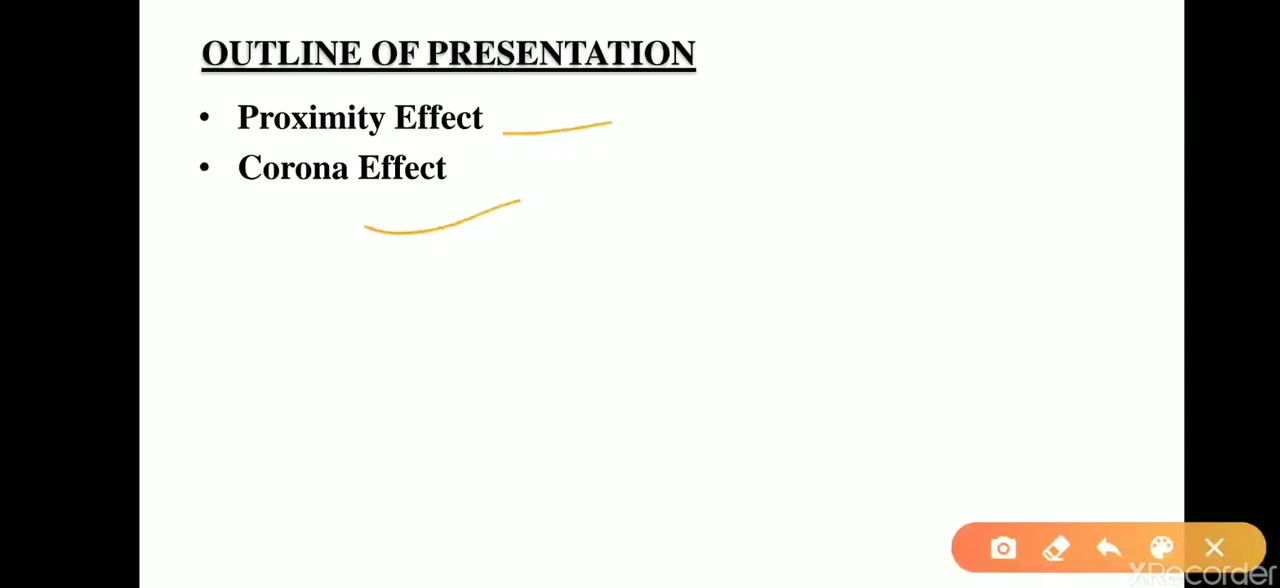 OUTLINE OF PRESENTATION
• Proximity Effect
• Corona Effect
XRecorder